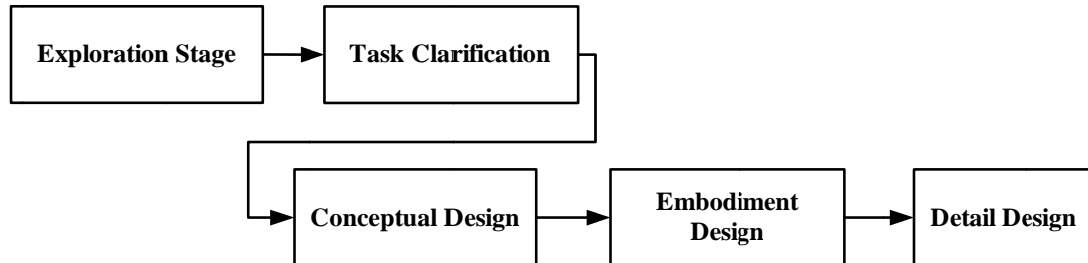 Exploration Stage
Task Clarification
Conceptual Design
Embodiment
Design
Detail Design